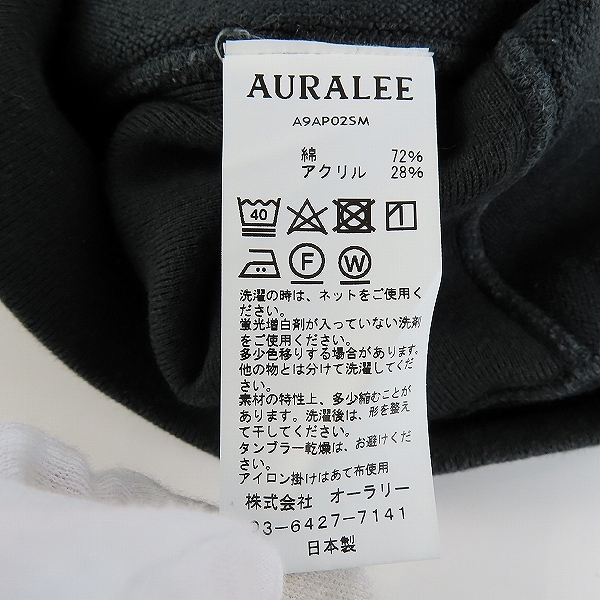 AURALEE
A9AP02SM
綿 72%
アクリル 28%
40
F W
洗濯の時は、ネットをご使用く
ださい。
蛍光増白剤が入っていない洗剤
をご使用ください。
多少色移りする場合があります。
他の物とは分けて洗濯してくだ
さい。
素材の特性上、多少縮むことが
あります。洗濯後は、形を整え
て干してください。
タンブラー乾燥は、お避けくだ
さい。
アイロン掛けはあて布使用
株式会社 オーラリー
03-6427-7141
日本製